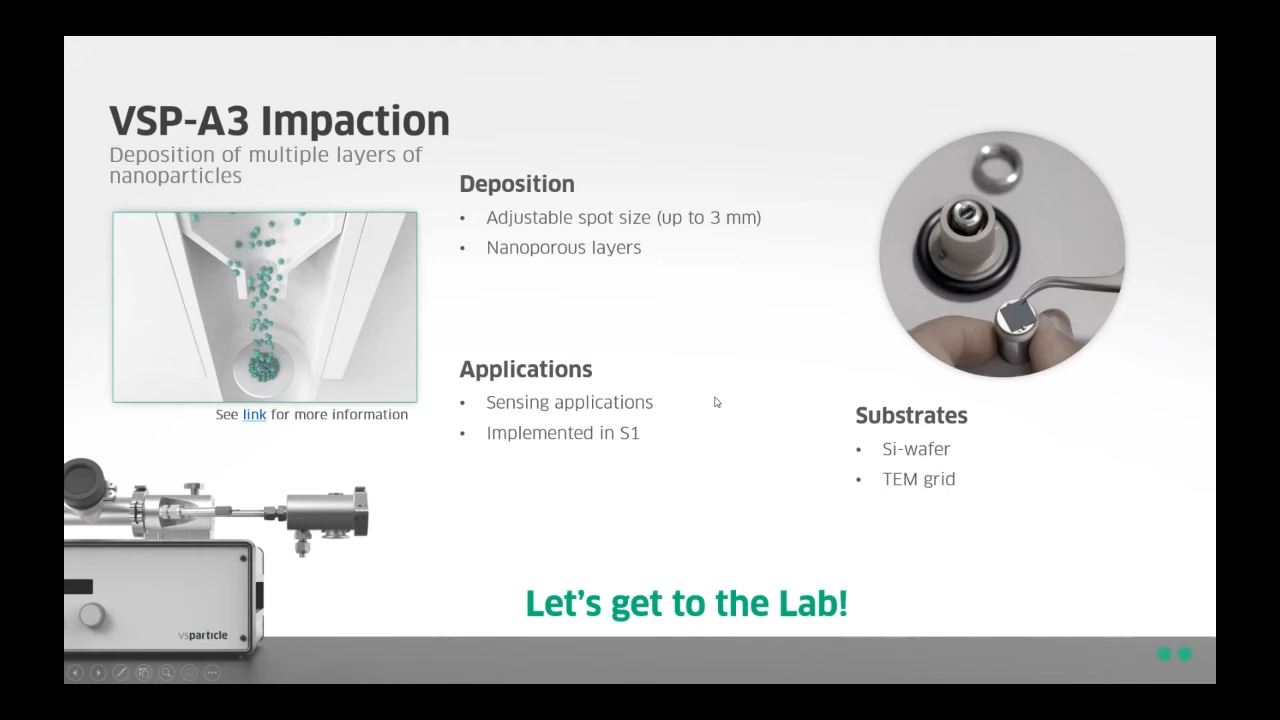 VSP-A3 Impaction
Deposition of multiple layers of
nanoparticles
See link for more information
Deposition
• Adjustable spot size (up to 3 mm)
• Nanoporous layers
Applications
• Sensing applications
• Implemented in S1
Substrates
• Si-wafer
• TEM grid
Let's get to the Lab!
vsparticle